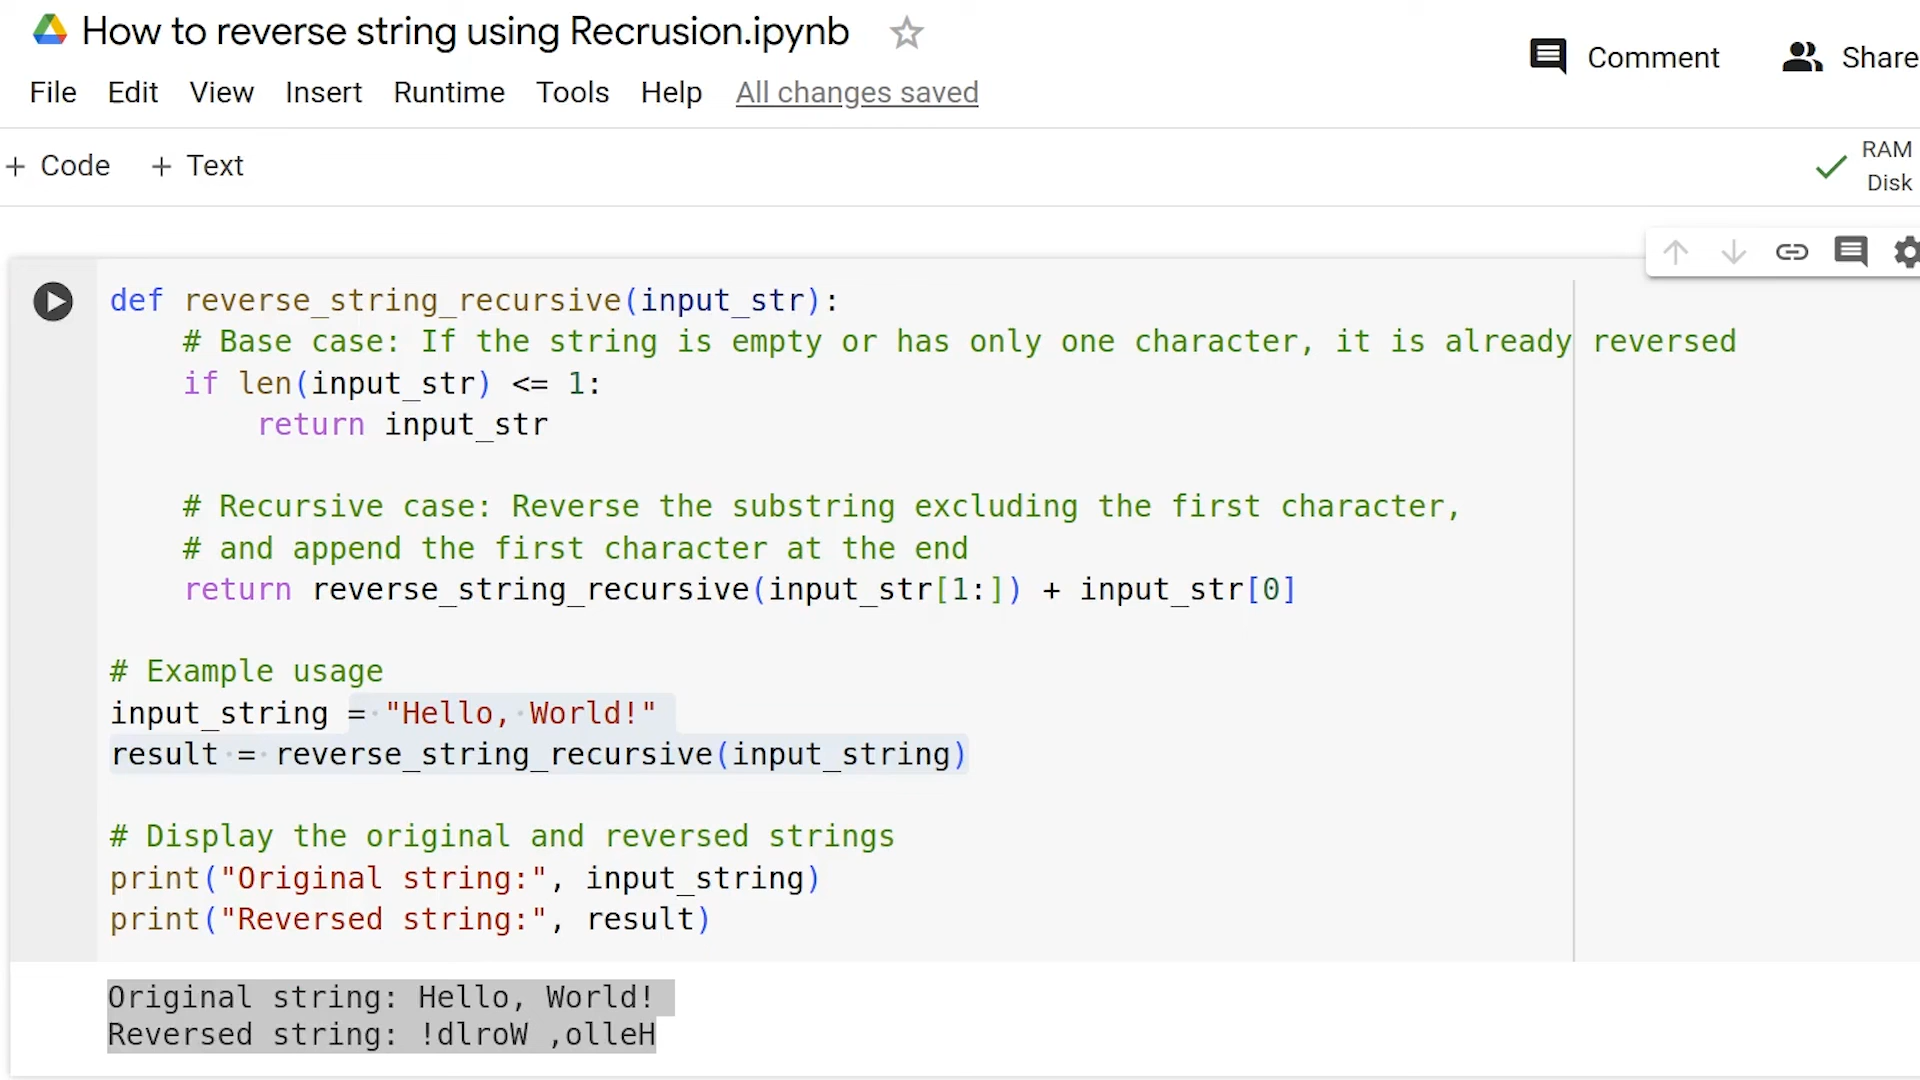 How to reverse string using Recrusion.ipynb
Comment
Share
File Edit View Insert Runtime Tools Help All changes saved
+ Code + Text
RAM
Disk
def reverse_string_recursive(input_str):
    # Base case: If the string is empty or has only one character, it is already reversed
    if len(input_str) <= 1:
        return input_str
    # Recursive case: Reverse the substring excluding the first character,
    # and append the first character at the end
    return reverse_string_recursive(input_str[1:]) + input_str[0]
# Example usage
input_string = "Hello, World!"
result = reverse_string_recursive(input_string)
# Display the original and reversed strings
print("Original string:", input_string)
print("Reversed string:", result)
Original string: Hello, World!
Reversed string: !dlroW ,olleH